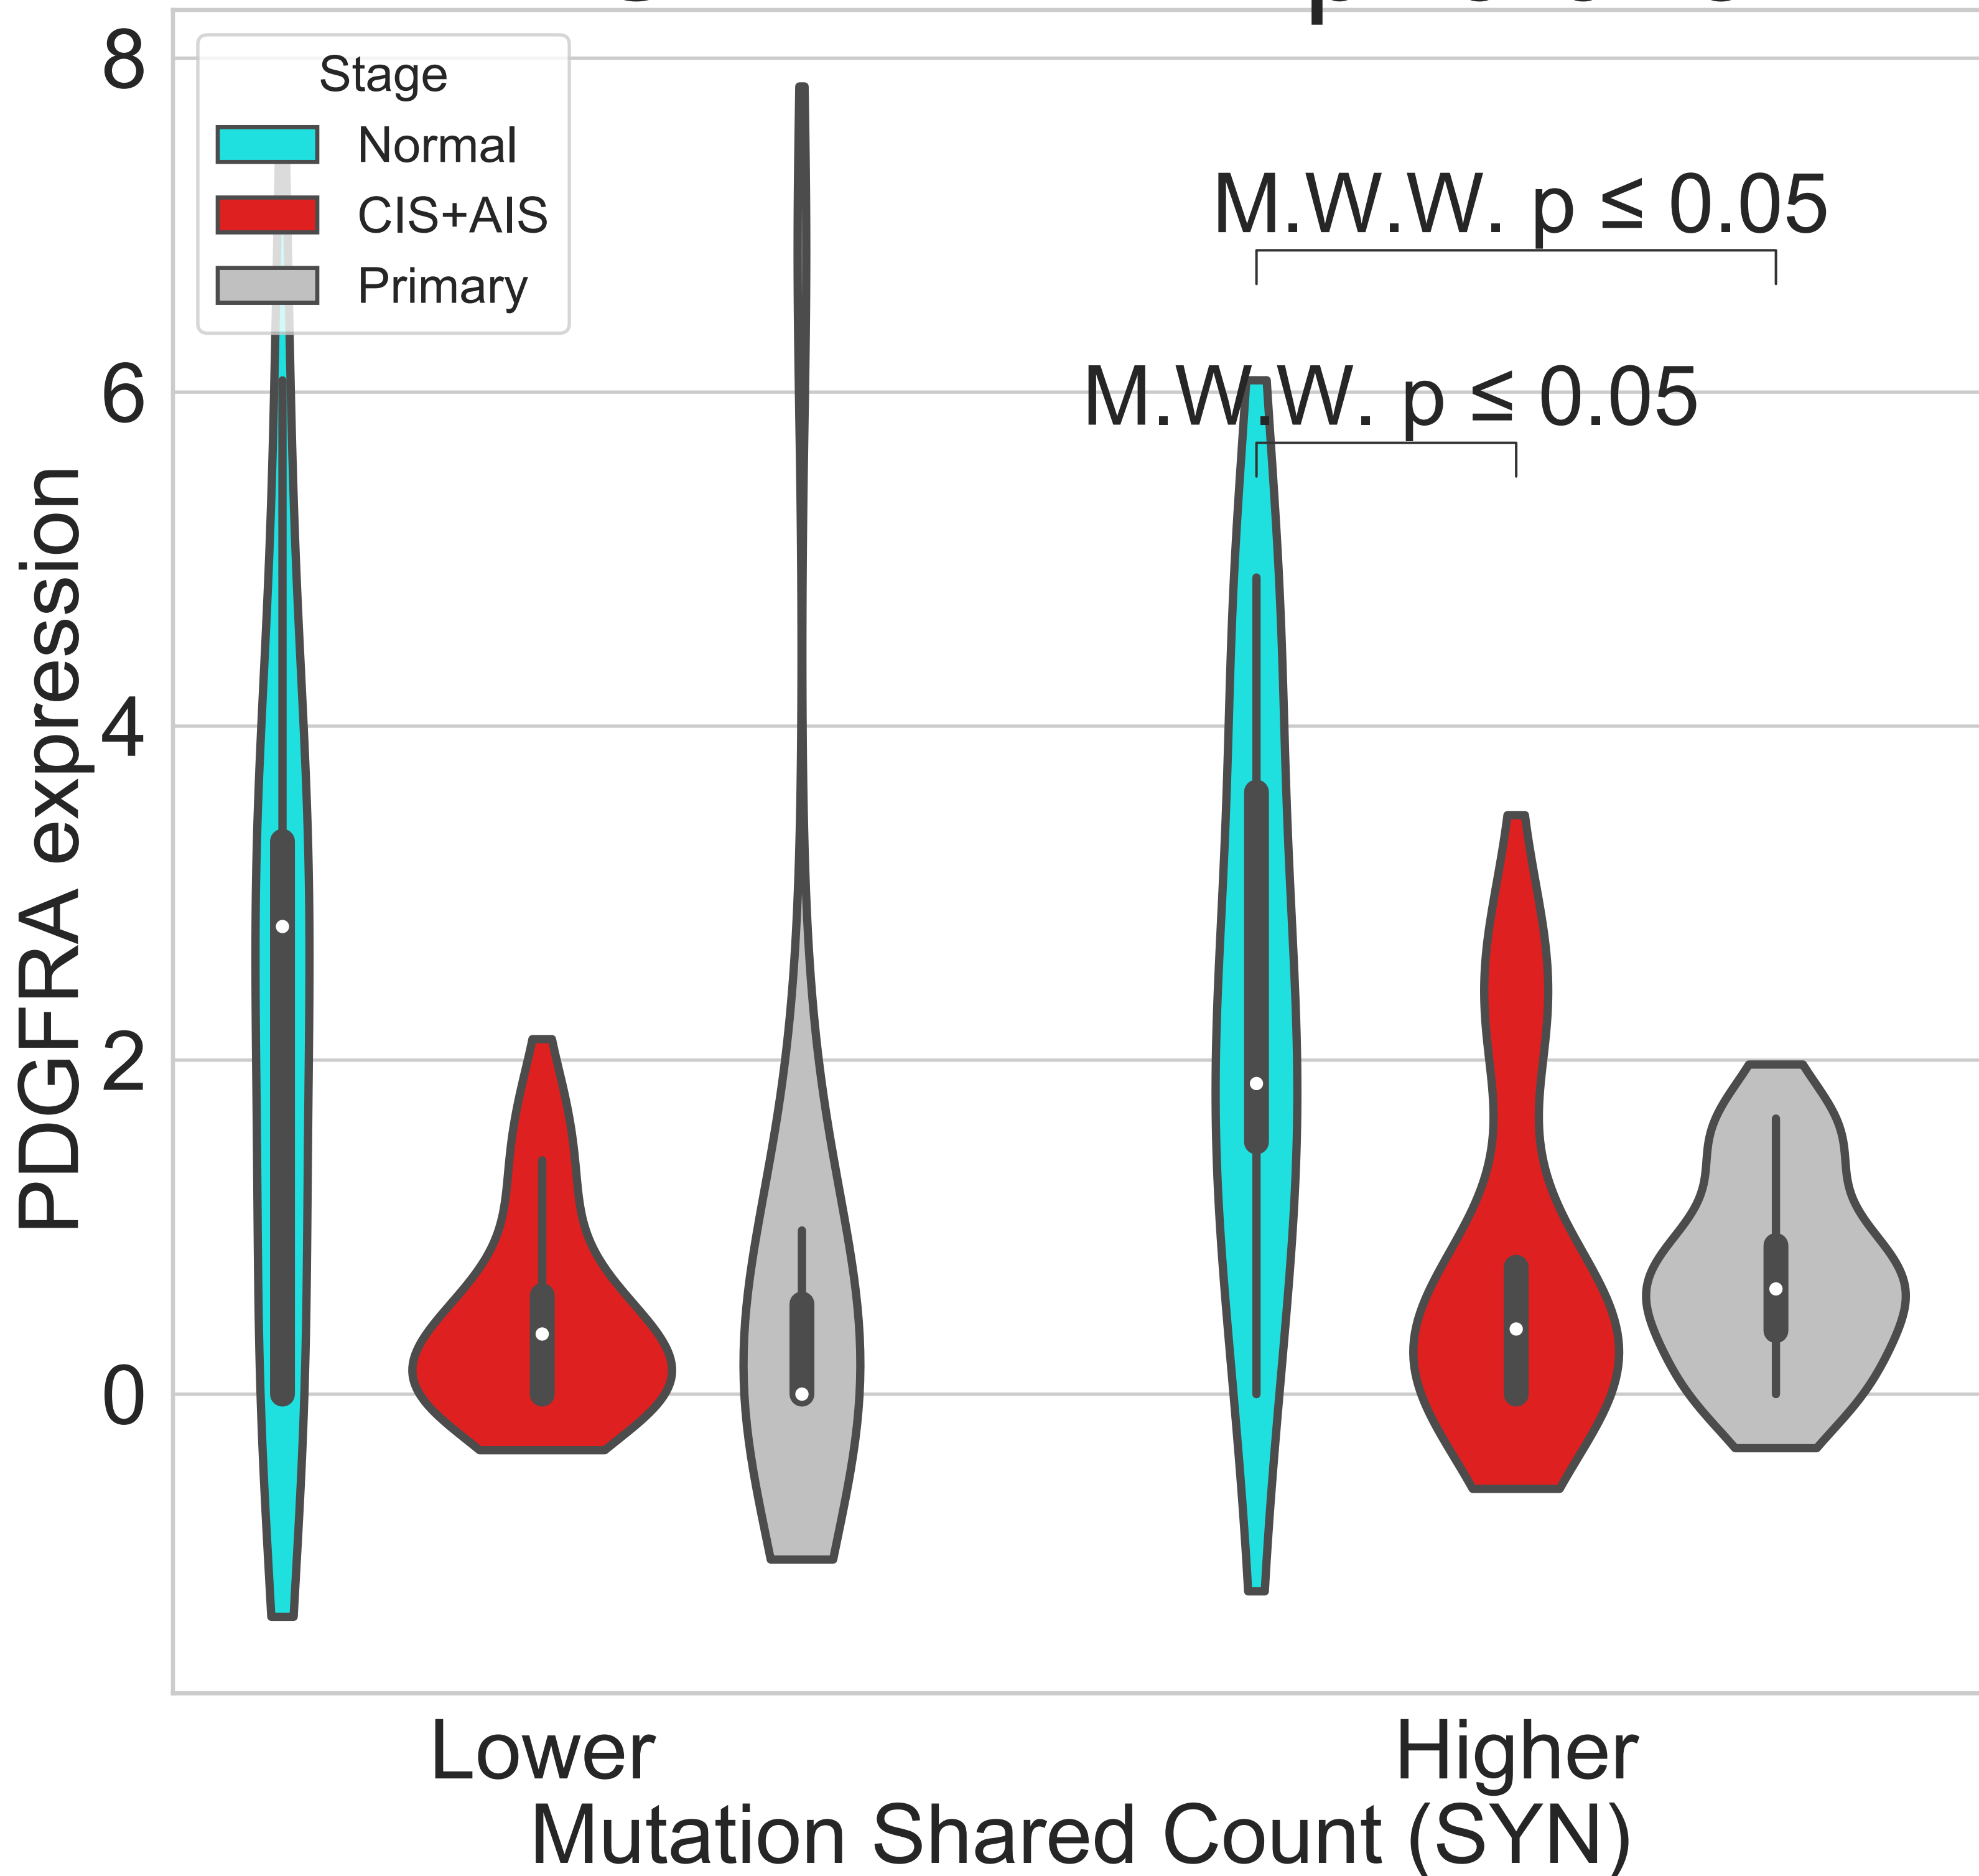 8
6
4
2
0
PDGFRA expression
Stage
Normal
CIS+AIS
Primary
M.W.W. p ≤ 0.05
M.W.W. p ≤ 0.05
Lower
Higher
Mutation Shared Count (SYN)